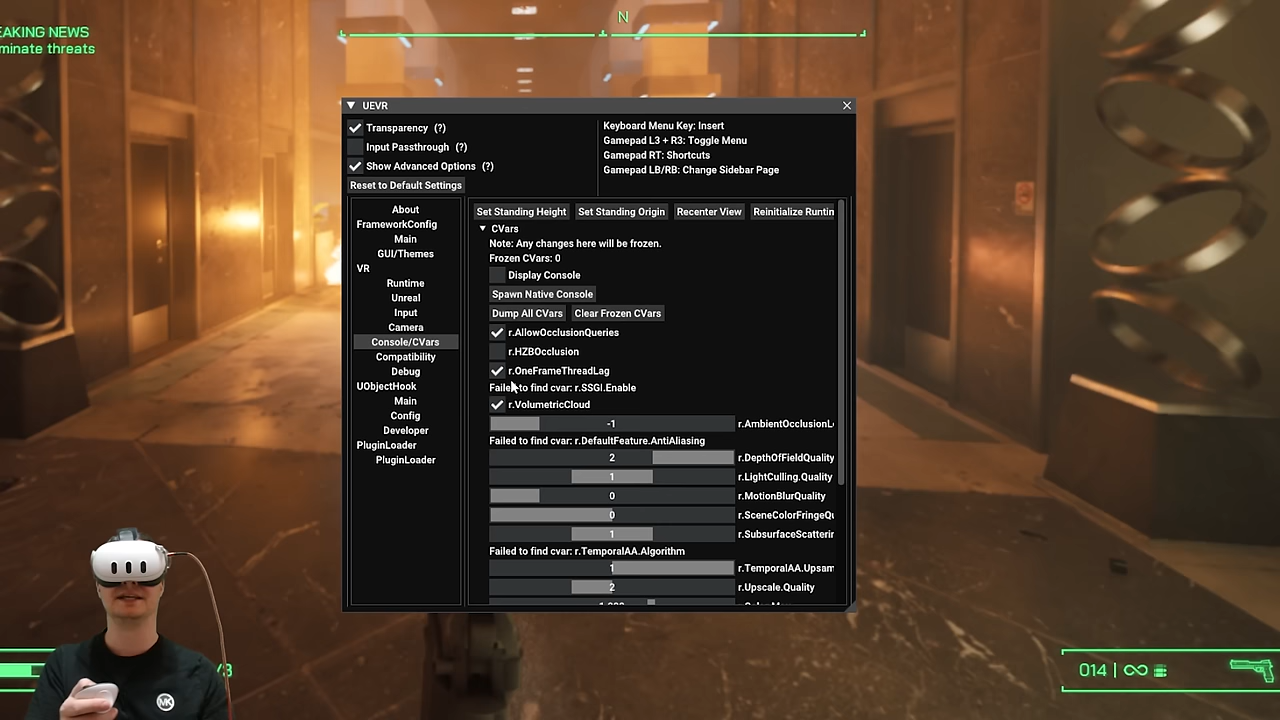 EAKING NEWS
minate threats
N
UEVR
Transparency (?)
Input Passthrough (?)
Show Advanced Options (?)
Reset to Default Settings
Keyboard Menu Key: Insert
Gamepad L3 + R3: Toggle Menu
Gamepad RT: Shortcuts
Gamepad LB/RB: Change Sidebar Page
About
FrameworkConfig
Main
GUI/Themes
VR
Runtime
Unreal
Input
Camera
Console/CVars
Compatibility
Debug
UObjectHook
Main
Config
Developer
PluginLoader
PluginLoader
Set Standing Height Set Standing Origin Recenter View Reinitialize Runtin
CVars
Note: Any changes here will be frozen.
Frozen CVars: 0
Display Console
Spawn Native Console
Dump All CVars Clear Frozen CVars
r.AllowOcclusionQueries
r.HZBOcclusion
r.OneFrameThreadLag
Failed to find cvar: r.SSGI.Enable
r.VolumetricCloud
-1 r.AmbientOcclusionL
Failed to find cvar: r.DefaultFeature.AntiAliasing
2 r.DepthOfFieldQuality
1 r.LightCulling.Quality
0 r.MotionBlurQuality
0 r.SceneColorFringeQu
1 r.SubsurfaceScatterin
Failed to find cvar: r.TemporalAA.Algorithm
1 r.TemporalAA.Upsam
2 r.Upscale.Quality
/3
MK
014 | ∞